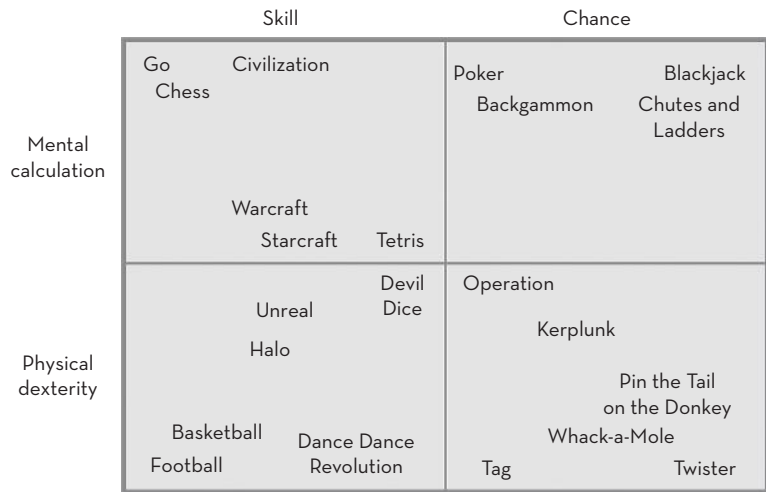 Skill
Chance
Mental
calculation
Go
Civilization
Chess
Poker
Blackjack
Backgammon
Chutes and
Ladders
Warcraft
Starcraft
Tetris
Physical
dexterity
Devil
Dice
Unreal
Halo
Operation
Kerplunk
Pin the Tail
on the Donkey
Basketball
Dance Dance
Revolution
Football
Whack-a-Mole
Tag
Twister